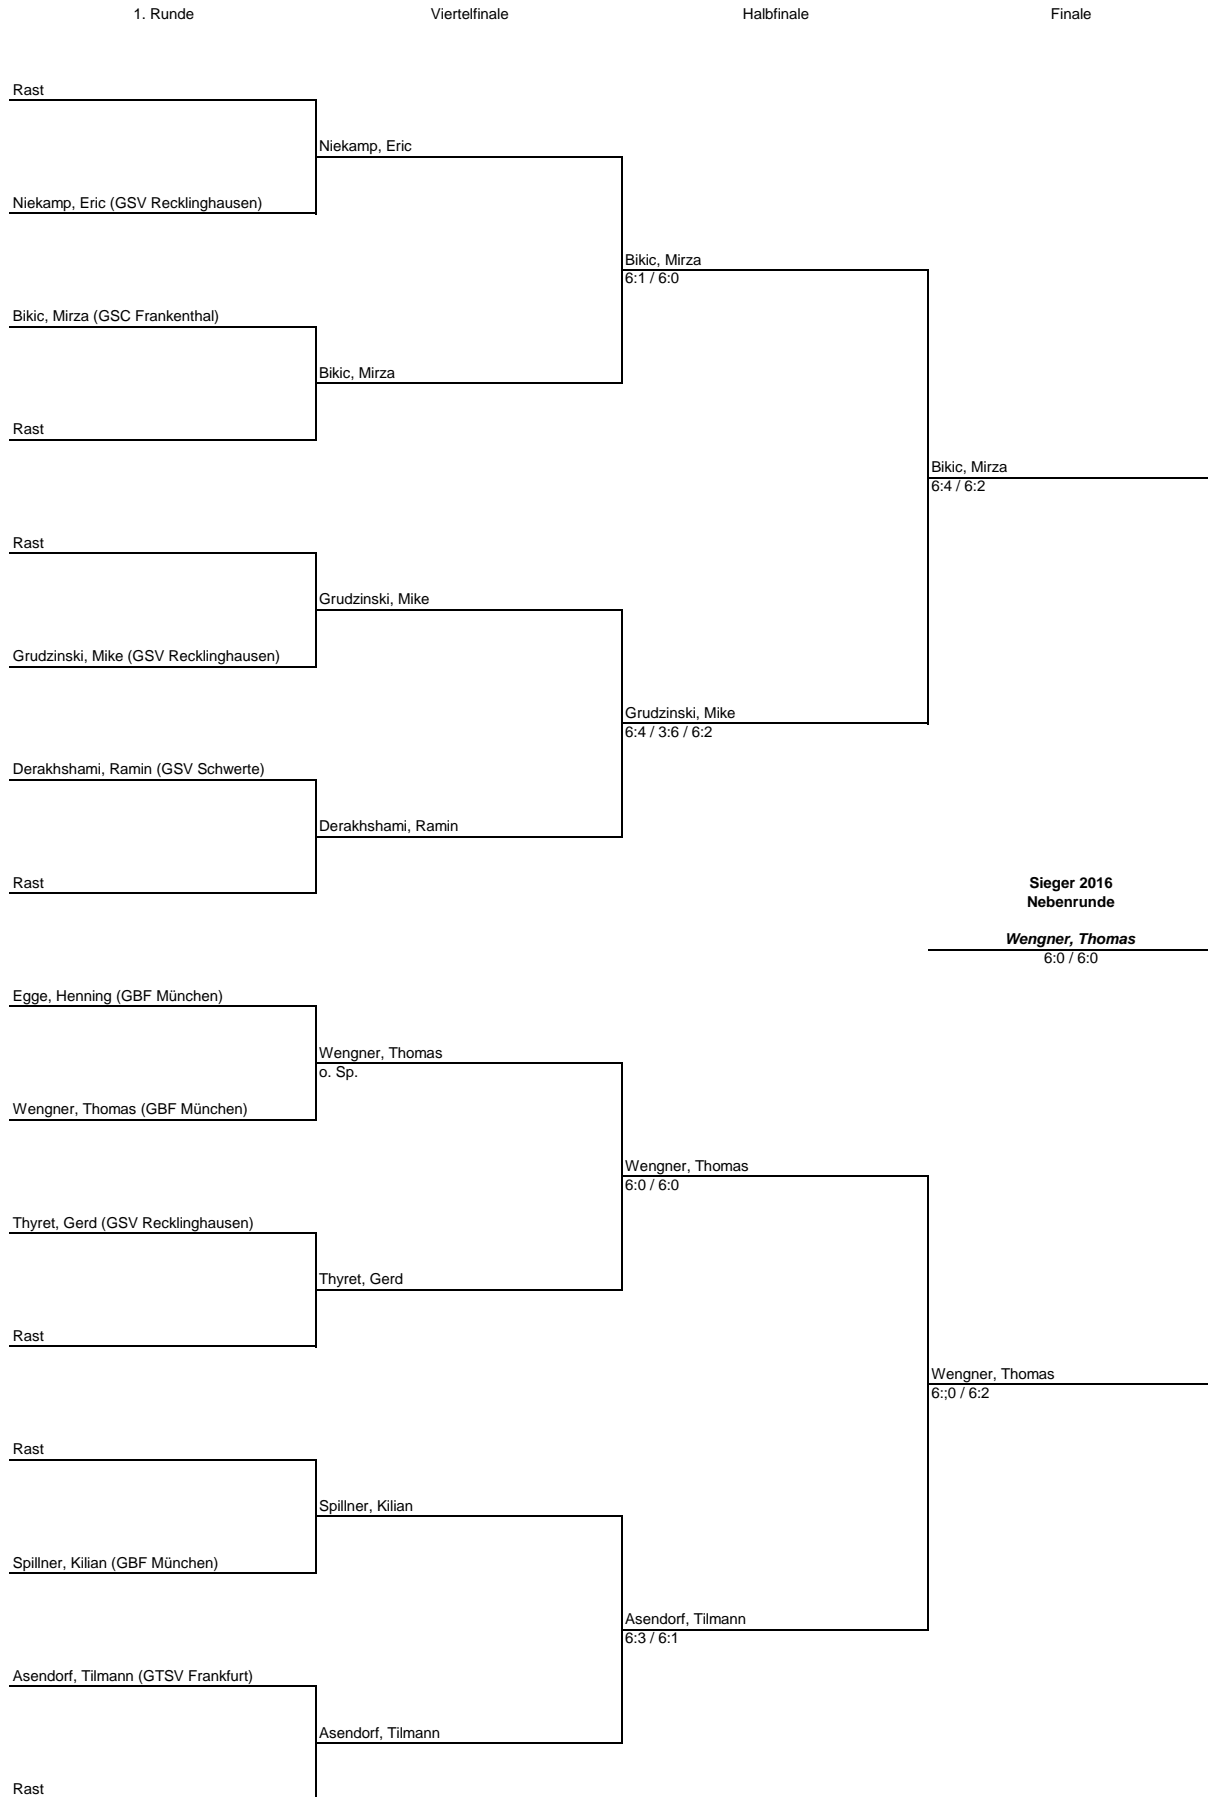 1. Runde
Viertelfinale
Halbfinale
Finale
Rast
Niekamp, Eric
Niekamp, Eric (GSV Recklinghausen)
Bikic, Mirza
6:1 / 6:0
Bikic, Mirza (GSC Frankenthal)
Bikic, Mirza
Rast
Bikic, Mirza
6:4 / 6:2
Rast
Grudzinski, Mike
Grudzinski, Mike (GSV Recklinghausen)
Grudzinski, Mike
6:4 / 3:6 / 6:2
Derakhshami, Ramin (GSV Schwerte)
Derakhshami, Ramin
Rast
Sieger 2016
Nebenrunde
Wengner, Thomas
6:0 / 6:0
Egge, Henning (GBF München)
Wengner, Thomas
o. Sp.
Wengner, Thomas (GBF München)
Wengner, Thomas
6:0 / 6:0
Thyret, Gerd (GSV Recklinghausen)
Thyret, Gerd
Rast
Wengner, Thomas
6:;0 / 6:2
Rast
Spillner, Kilian
Spillner, Kilian (GBF München)
Asendorf, Tilmann
6:3 / 6:1
Asendorf, Tilmann (GTSV Frankfurt)
Asendorf, Tilmann
Rast